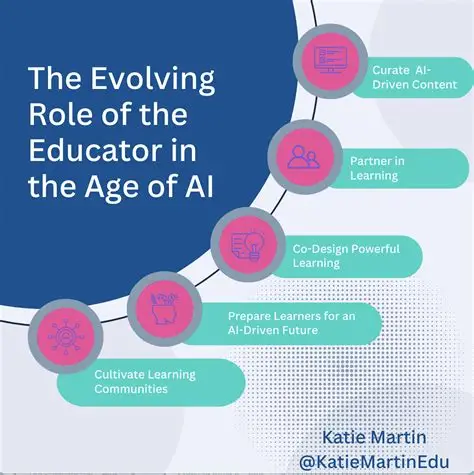 The Evolving
Role of the
Educator in
the Age of AI
Curate AI-
Driven Content
Partner in
Learning
Co-Design Powerful
Learning
Prepare Learners for an
AI-Driven Future
Cultivate Learning
Communities
Katie Martin
@KatieMartinEdu